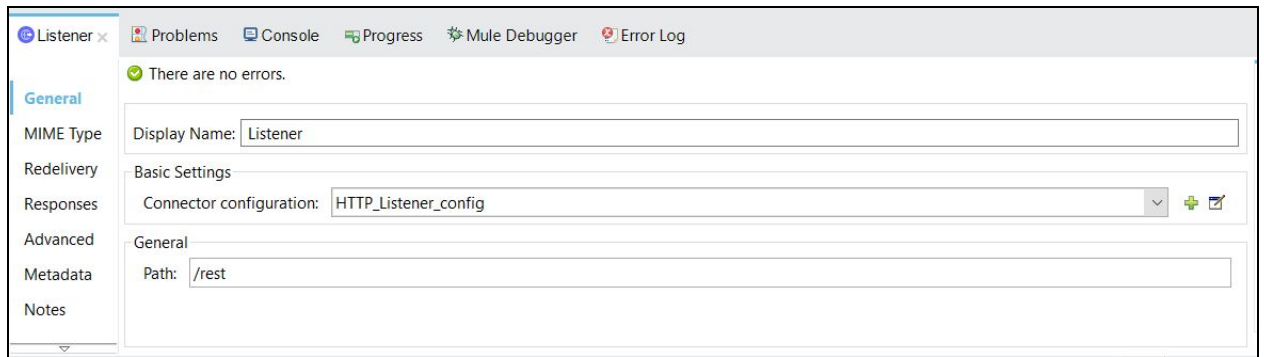 Listener Problems Console Progress Mule Debugger Error Log
There are no errors.
General
MIME Type
Redelivery
Responses
Advanced
Metadata
Notes
Display Name: Listener
Basic Settings
Connector configuration: HTTP_Listener_config
General
Path: /rest